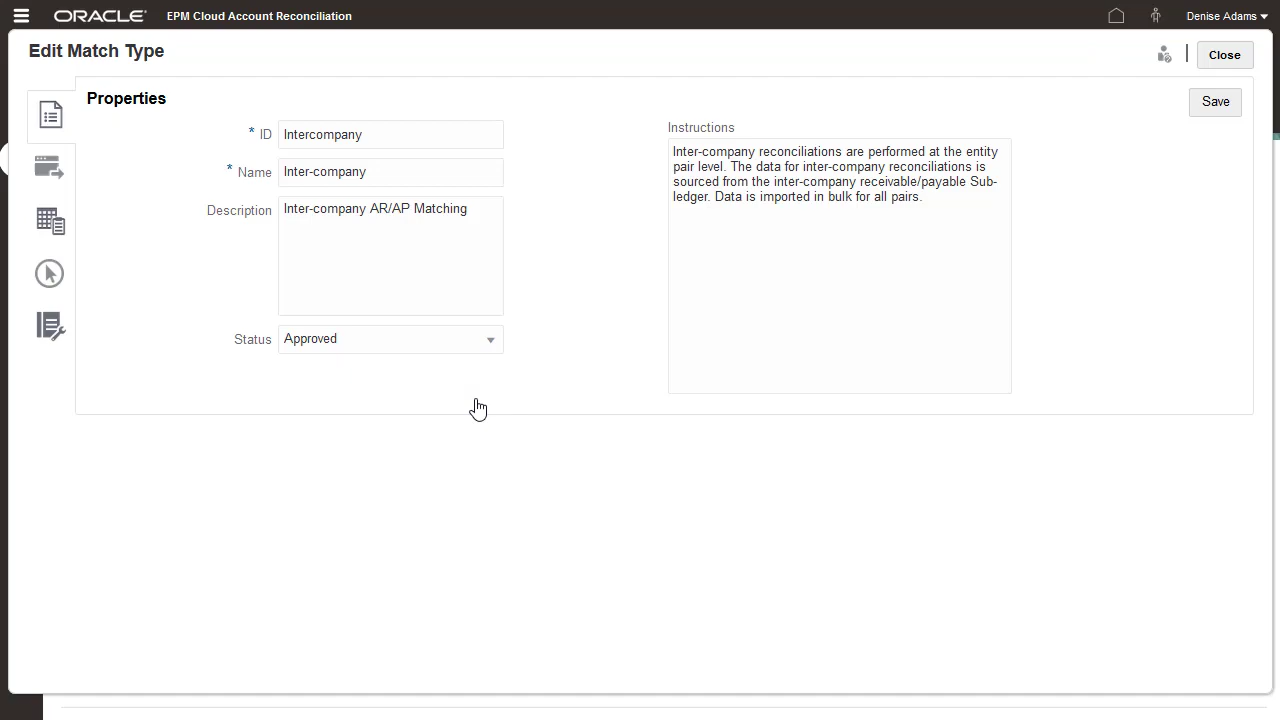 ORACLE
EPM Cloud Account Reconciliation
Denise Adams
Edit Match Type
Close
Properties
Save
* ID
Intercompany
* Name
Inter-company
Description
Inter-company AR/AP Matching
Status
Approved
Instructions
Inter-company reconciliations are performed at the entity
pair level. The data for inter-company reconciliations is
sourced from the inter-company receivable/payable Sub-
ledger. Data is imported in bulk for all pairs.